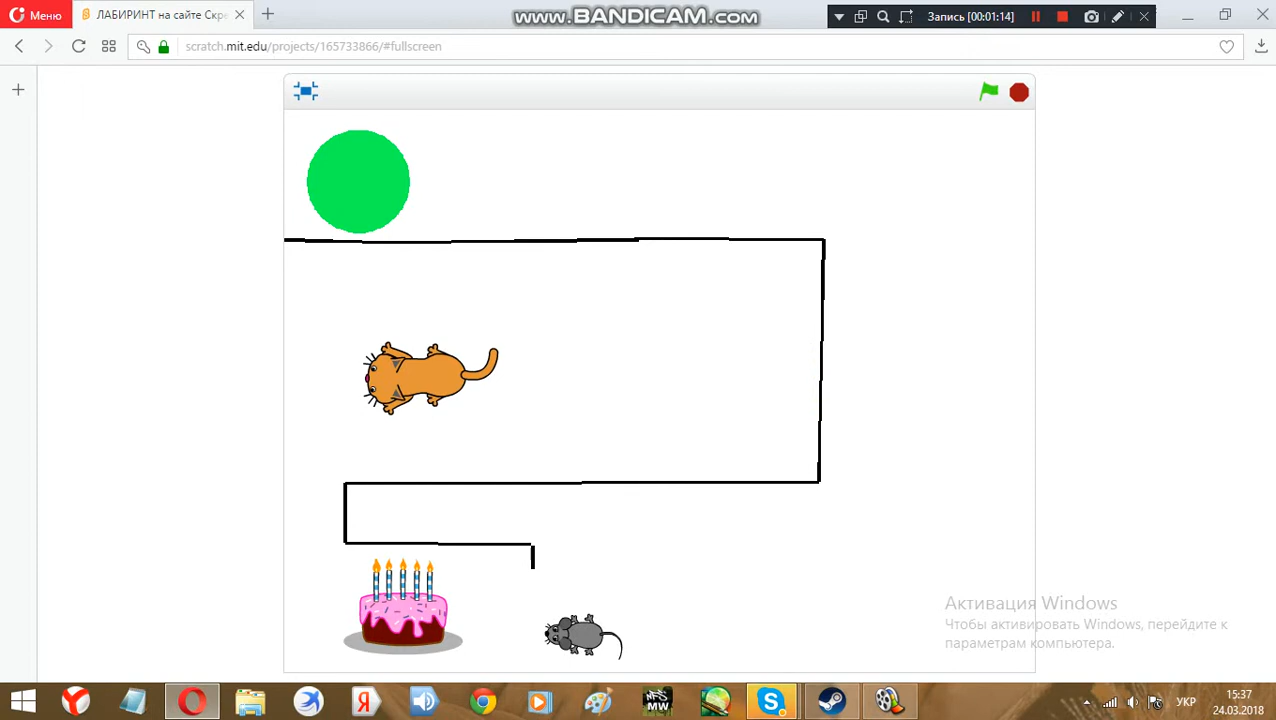 Меню
ЛАБИРИНТ на сайте Скре
www.BANDICAM.com
Запись [00:01:14]
scratch.mit.edu/projects/165733866/#fullscreen
Активация Windows
Чтобы активировать Windows, перейдите к
параметрам компьютера.
УКР
15:37
24.03.2018